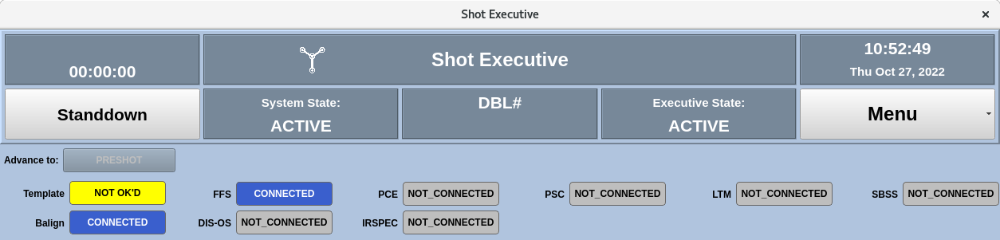 Shot Executive
00:00:00
Shot Executive
10:52:49
Thu Oct 27, 2022
Standdown
System State:
ACTIVE
DBL#
Executive State:
ACTIVE
Menu
Advance to: PRESHOT
Template NOT OK'D FFS CONNECTED PCE NOT_CONNECTED PSC NOT_CONNECTED LTM NOT_CONNECTED SBSS NOT_CONNECTED
Balign CONNECTED DIS-OS NOT_CONNECTED IRSPEC NOT_CONNECTED